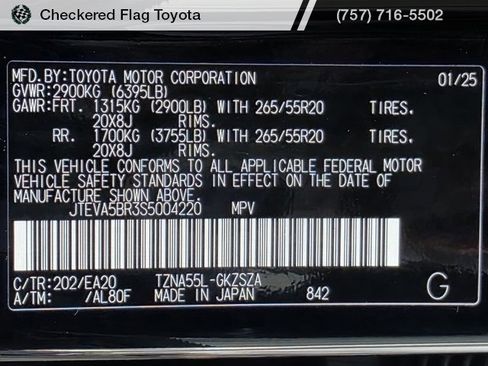 Checkered Flag Toyota (757) 716-5502
MFD.BY:TOYOTA MOTOR CORPORATION 01/25
GVWR:2900KG (6395LB)
GAWR:FRT. 1315KG (2900LB) WITH 265/55R20 TIRES.
20X8J RIMS.
RR. 1700KG (3755LB) WITH 265/55R20 TIRES.
20X8J RIMS.
THIS VEHICLE CONFORMS TO ALL APPLICABLE FEDERAL MOTOR
VEHICLE SAFETY STANDARDS IN EFFECT ON THE DATE OF
MANUFACTURE SHOWN ABOVE.
JTEVA5BR3S5004220 MPV
C/TR:202/EA20 TZNA55L-GKZSZA
A/TM: /AL80F MADE IN JAPAN 842 G